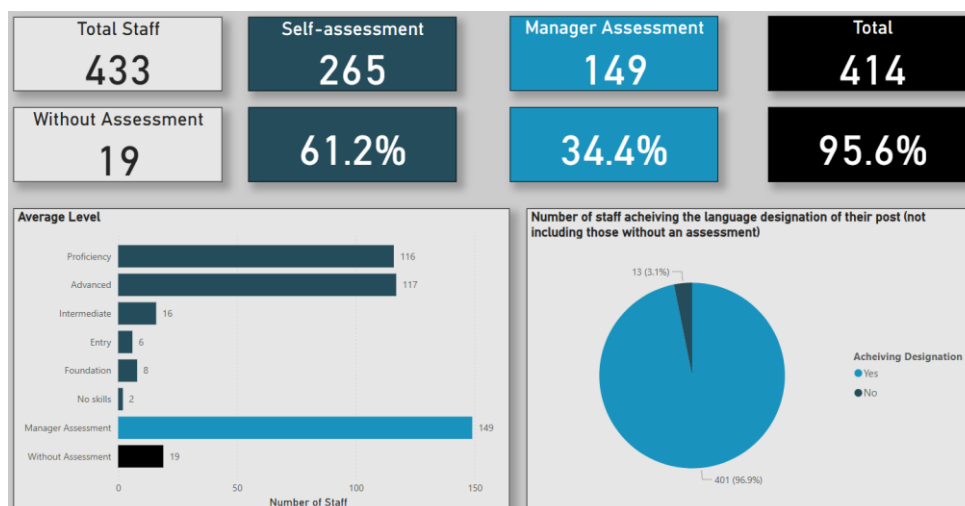 Total Staff
433
Self-assessment
265
Manager Assessment
149
Total
414
Without Assessment
19
61.2%
34.4%
95.6%
Average Level
Proficiency
116
Advanced
117
Intermediate
16
Entry
6
Foundation
8
No skills
2
Manager Assessment
149
Without Assessment
19
0
50
100
150
Number of Staff
Number of staff acheiving the language designation of their post (not
including those without an assessment)
13 (3.1%)
401 (96.9%)
Acheiving Designation
Yes
No